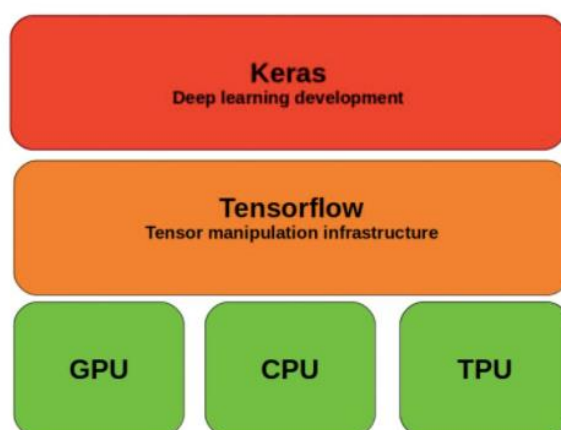 Keras
Deep learning development
Tensorflow
Tensor manipulation infrastructure
GPU CPU TPU